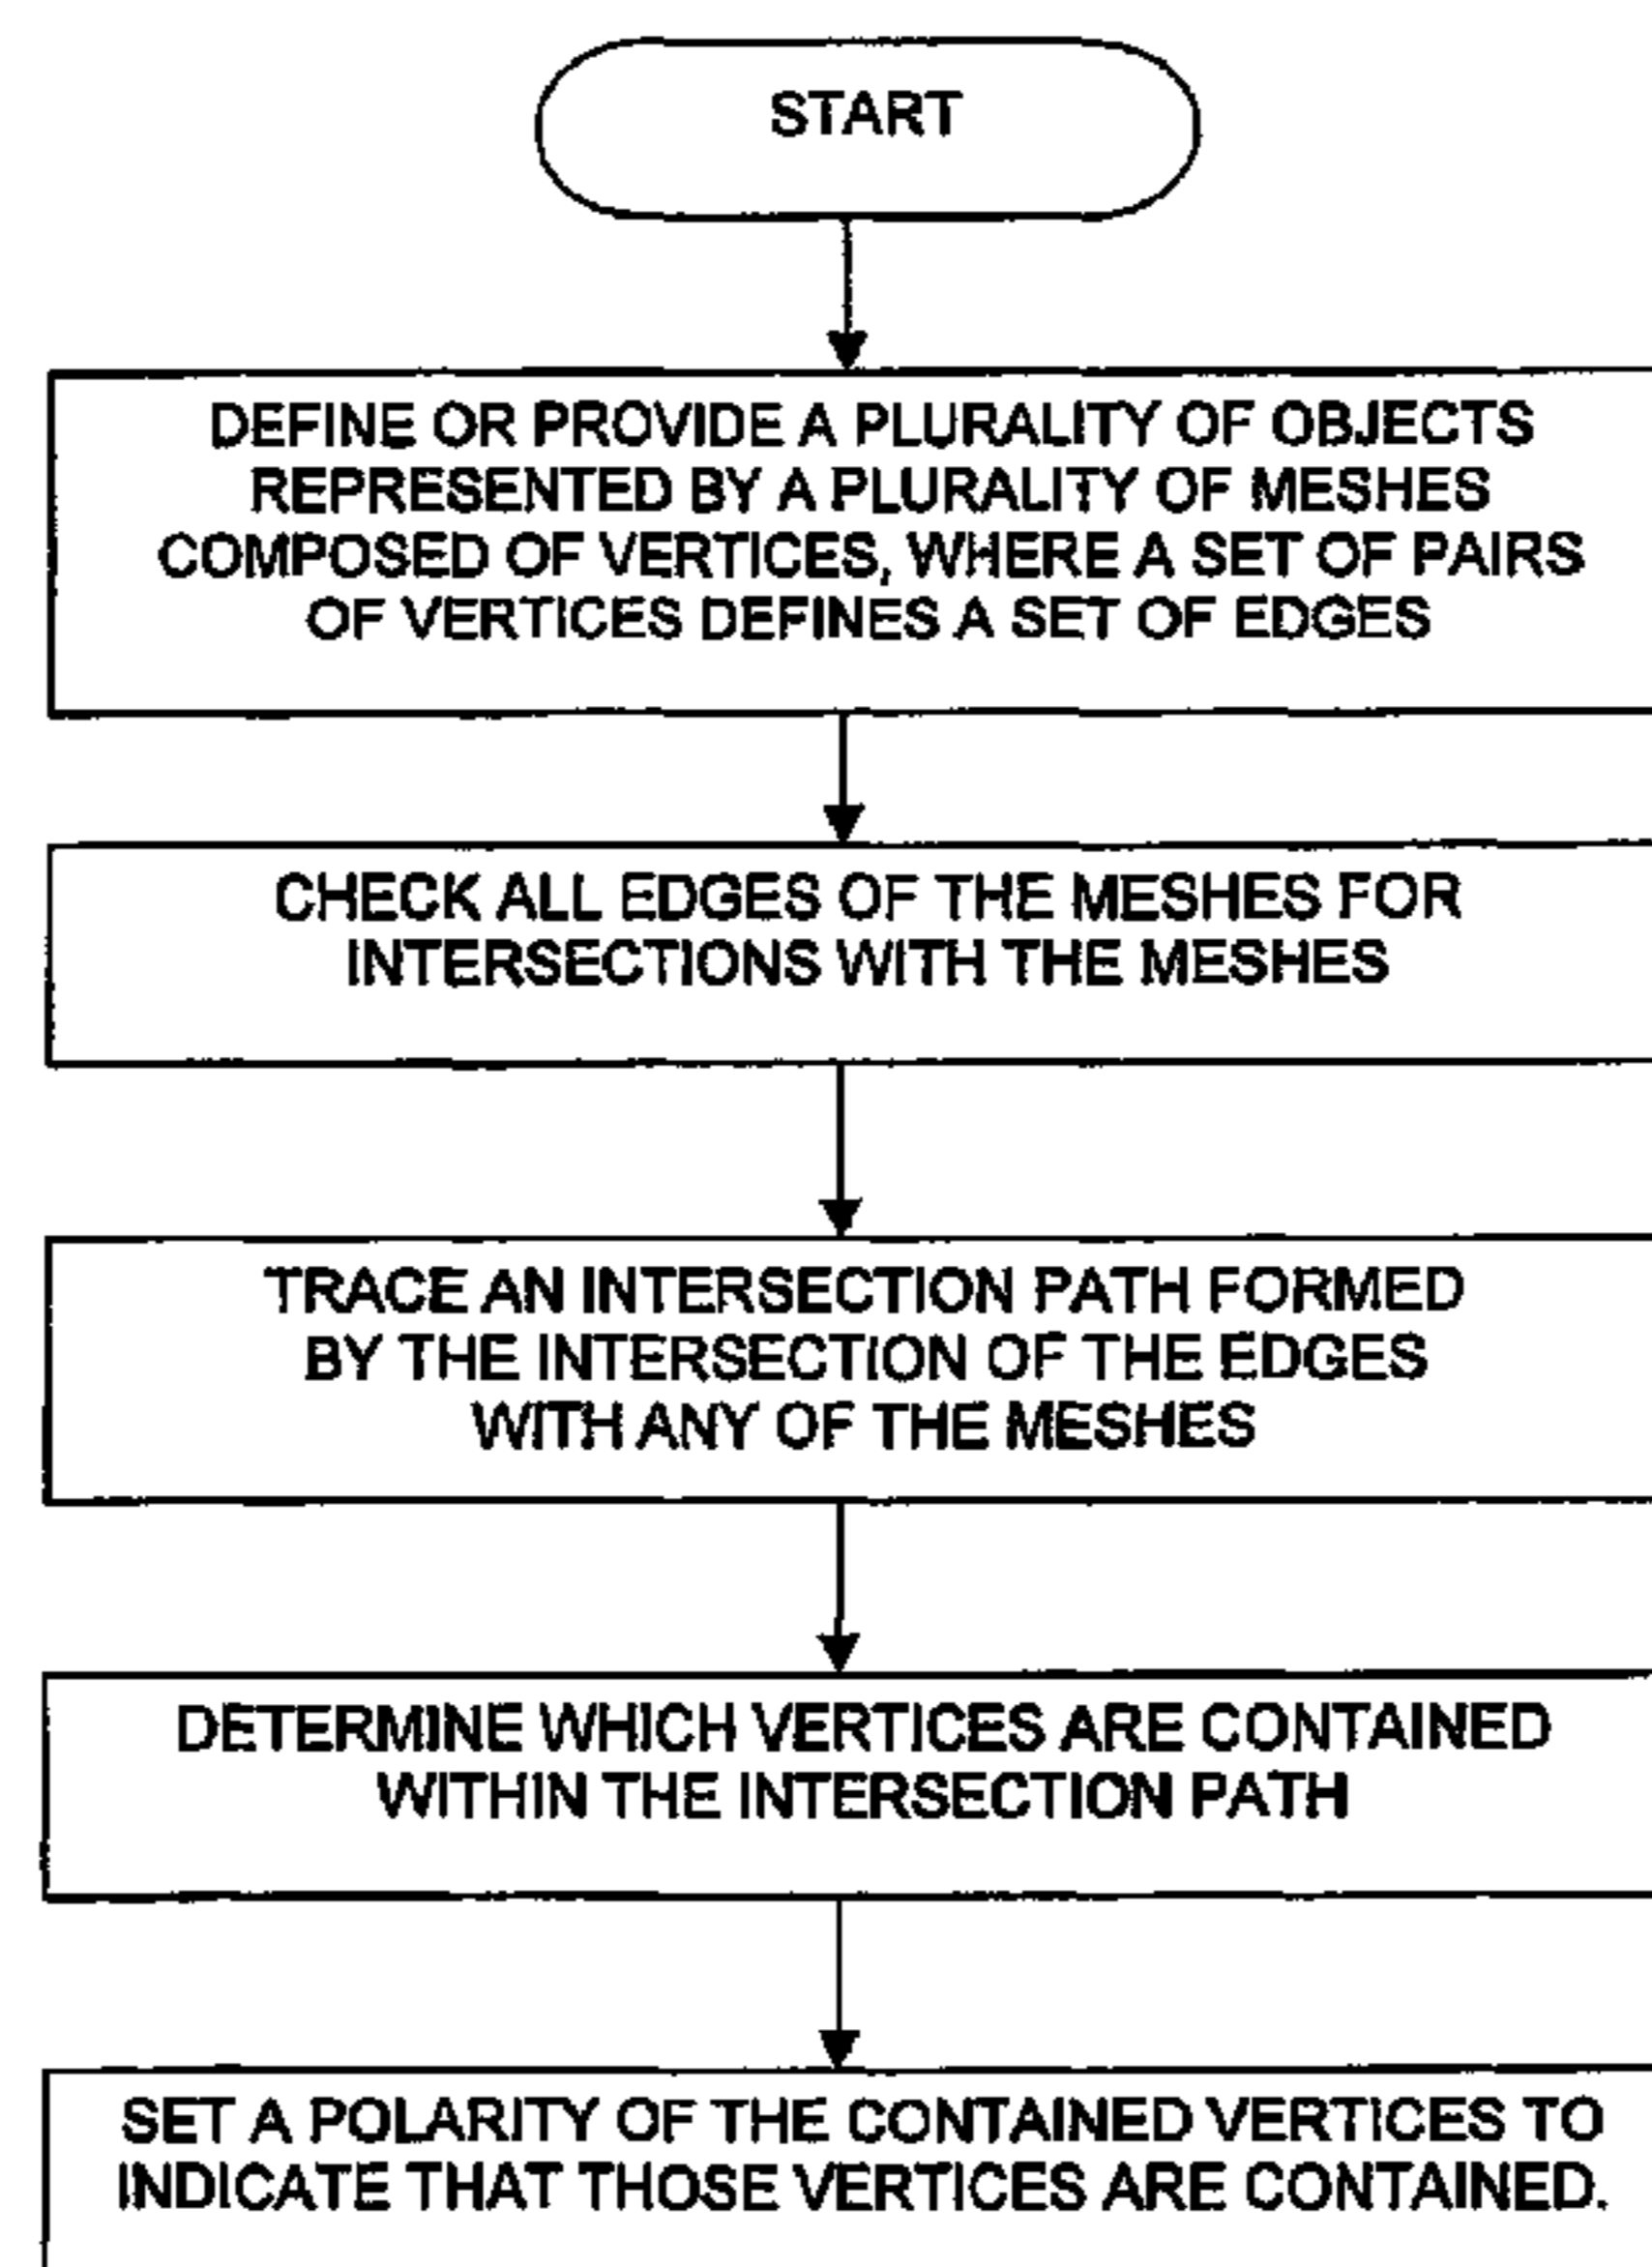 START
DEFINE OR PROVIDE A PLURALITY OF OBJECTS
REPRESENTED BY A PLURALITY OF MESHES
COMPOSED OF VERTICES, WHERE A SET OF PAIRS
OF VERTICES DEFINES A SET OF EDGES
CHECK ALL EDGES OF THE MESHES FOR
INTERSECTIONS WITH THE MESHES
TRACE AN INTERSECTION PATH FORMED
BY THE INTERSECTION OF THE EDGES
WITH ANY OF THE MESHES
DETERMINE WHICH VERTICES ARE CONTAINED
WITHIN THE INTERSECTION PATH
SET A POLARITY OF THE CONTAINED VERTICES TO
INDICATE THAT THOSE VERTICES ARE CONTAINED.